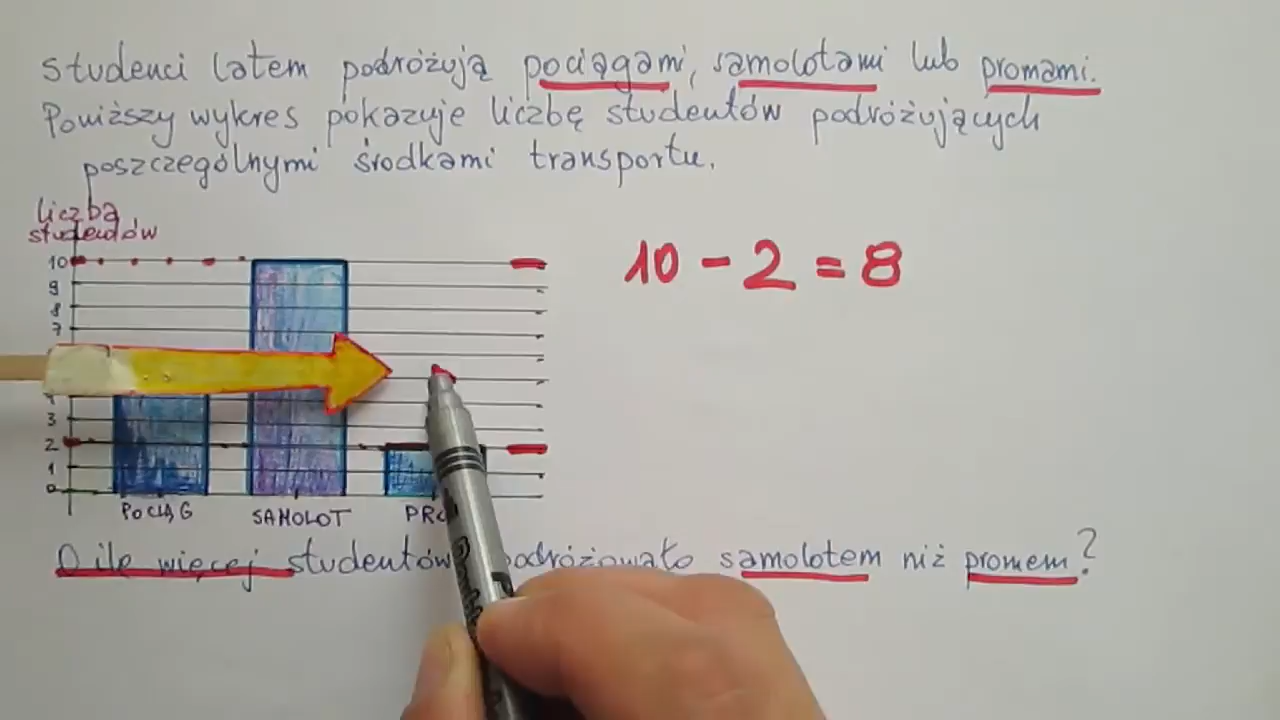 studenci latem podróżują pociągami, samolotami lub promami.
Poniższy wykres pokazuje liczbę studentów podróżujących
poszczególnymi środkami transportu.
liczba
studentów
10
9
8
7
4
3
2
1
0
10 - 2 = 8
POCIĄG SAMOLOT
O ile więcej studentów podróżowało samolotem niż promem?